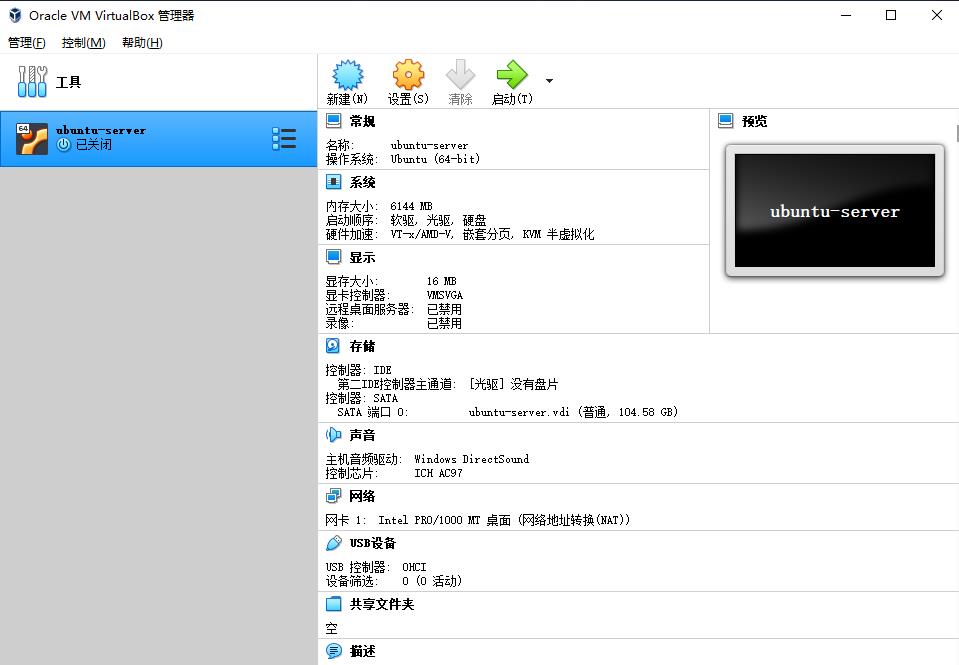 Oracle VM VirtualBox 管理器
管理(F) 控制(M) 帮助(H)
工具
新建(N) 设置(S) 清除 启动(T)
64
ubuntu-server
已关闭
常规
名称: ubuntu-server
操作系统: Ubuntu (64-bit)
系统
内存大小: 6144 MB
启动顺序: 软驱, 光驱, 硬盘
硬件加速: VT-x/AMD-V, 嵌套分页, KVM 半虚拟化
显示
显存大小: 16 MB
显卡控制器: VMSVGA
远程桌面服务器: 已禁用
录像: 已禁用
预览
ubuntu-server
存储
控制器: IDE
第二IDE控制器主通道: [光驱] 没有盘片
控制器: SATA
SATA 端口 0: ubuntu-server.vdi (普通, 104.58 GB)
声音
主机音频驱动: Windows DirectSound
控制芯片: ICH AC97
网络
网卡 1: Intel PRO/1000 MT 桌面 (网络地址转换(NAT))
USB设备
USB 控制器: OHCI
设备筛选: 0 (0 活动)
共享文件夹
空
描述